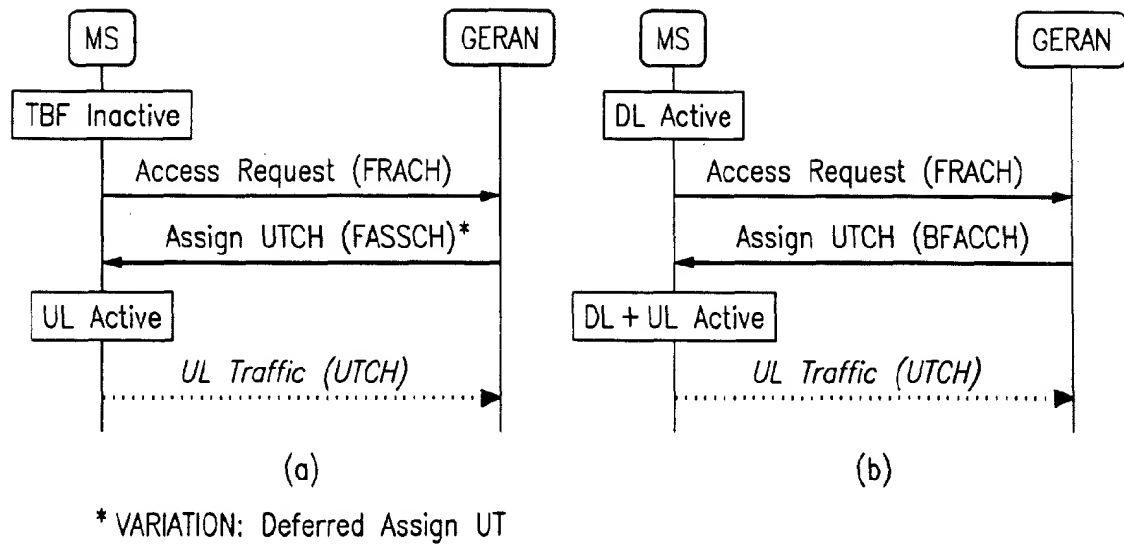 MS
GERAN
TBF Inactive
Access Request (FRACH)
Assign UTCH (FASSCH)*
UL Active
UL Traffic (UTCH)
(a)
* VARIATION: Deferred Assign UT
MS
GERAN
DL Active
Access Request (FRACH)
Assign UTCH (BFACCH)
DL + UL Active
UL Traffic (UTCH)
(b)